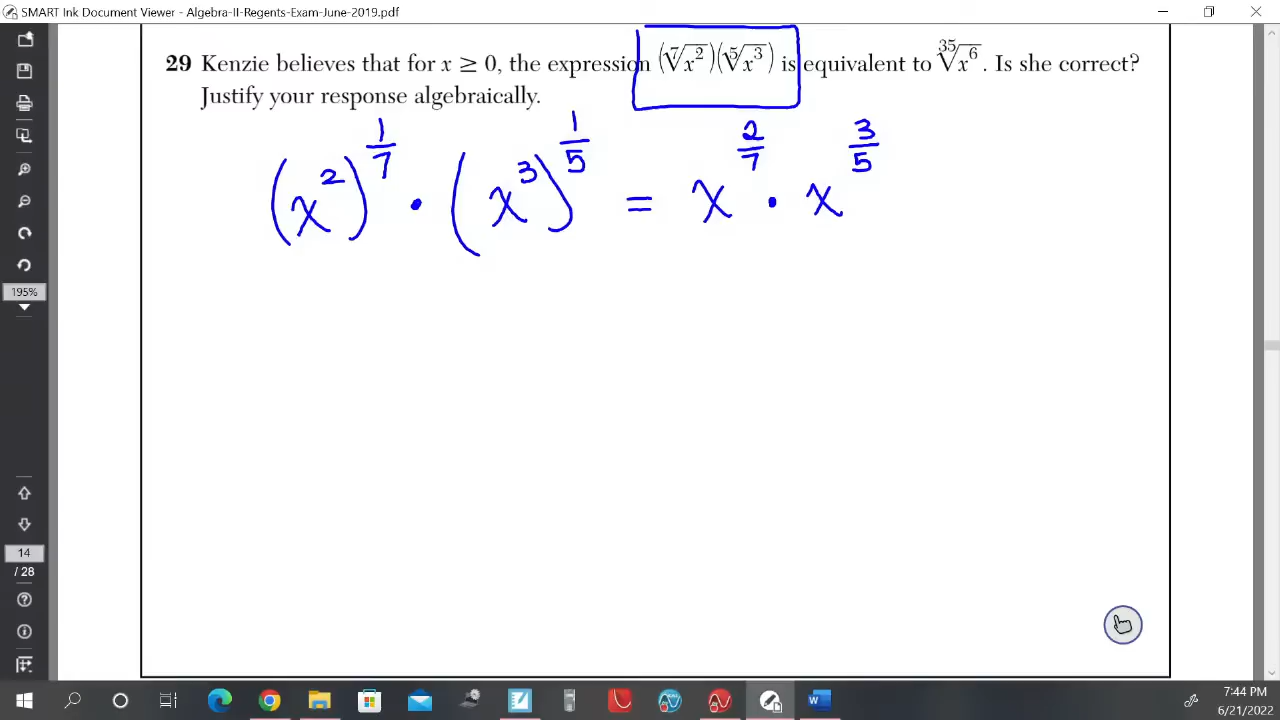 SMART Ink Document Viewer - Algebra-II-Regents-Exam-June-2019.pdf
29 Kenzie believes that for x ≥ 0, the expression (⁷√x²)(⁵√x³) is equivalent to ³⁵√x⁶. Is she correct?
Justify your response algebraically.
(x²)^(1/7) · (x³)^(1/5) = x^(2/7) · x^(3/5)
195%
14
/ 28
7:44 PM
6/21/2022